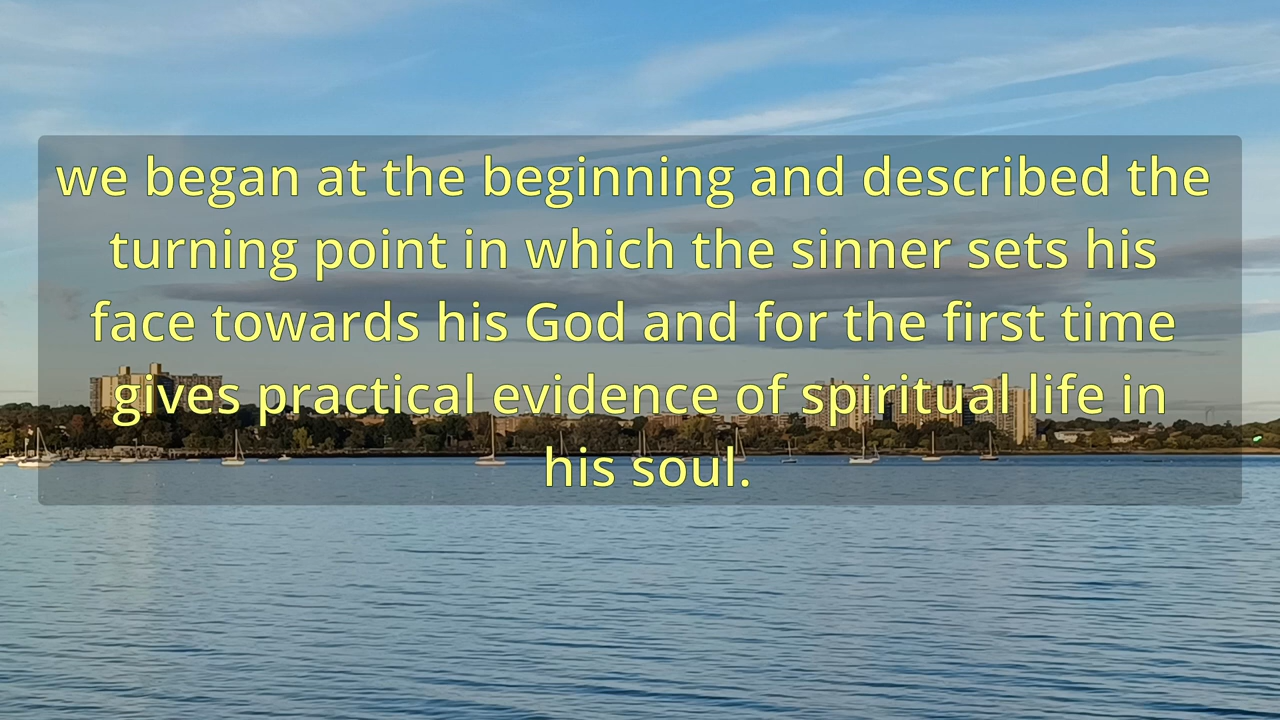 we began at the beginning and described the
turning point in which the sinner sets his
face towards his God and for the first time
gives practical evidence of spiritual life in
his soul.